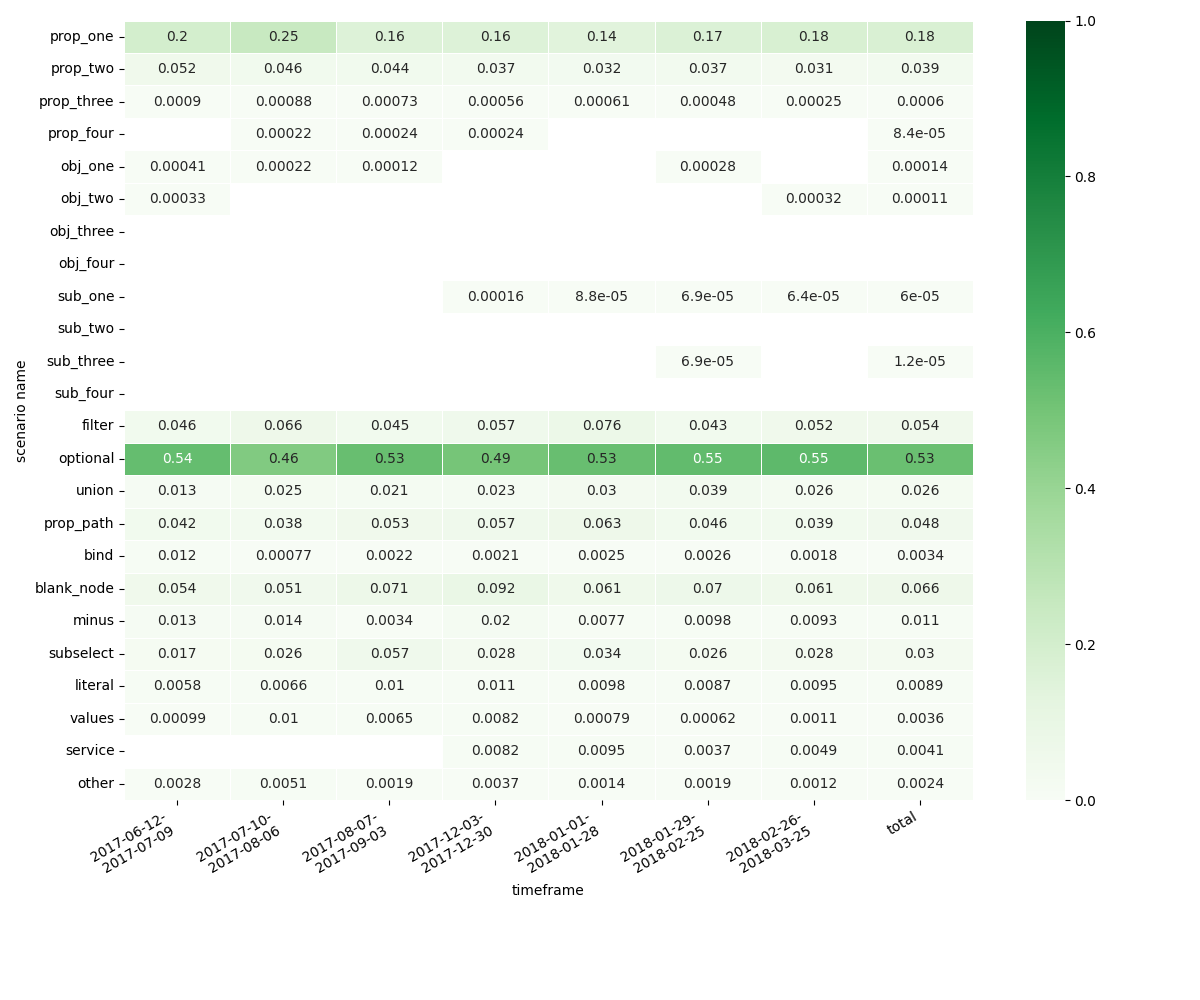 prop_one 0.2 0.25 0.16 0.16 0.14 0.17 0.18 0.18
prop_two 0.052 0.046 0.044 0.037 0.032 0.037 0.031 0.039
prop_three 0.0009 0.00088 0.00073 0.00056 0.00061 0.00048 0.00025 0.0006
prop_four 0.00022 0.00024 0.00024 8.4e-05
obj_one 0.00041 0.00022 0.00012 0.00028 0.00014
obj_two 0.00033 0.00032 0.00011
obj_three
obj_four
sub_one 0.00016 8.8e-05 6.9e-05 6.4e-05 6e-05
sub_two
sub_three 6.9e-05 1.2e-05
sub_four
filter 0.046 0.066 0.045 0.057 0.076 0.043 0.052 0.054
optional 0.54 0.46 0.53 0.49 0.53 0.55 0.55 0.53
union 0.013 0.025 0.021 0.023 0.03 0.039 0.026 0.026
prop_path 0.042 0.038 0.053 0.057 0.063 0.046 0.039 0.048
bind 0.012 0.00077 0.0022 0.0021 0.0025 0.0026 0.0018 0.0034
blank_node 0.054 0.051 0.071 0.092 0.061 0.07 0.061 0.066
minus 0.013 0.014 0.0034 0.02 0.0077 0.0098 0.0093 0.011
subselect 0.017 0.026 0.057 0.028 0.034 0.026 0.028 0.03
literal 0.0058 0.0066 0.01 0.011 0.0098 0.0087 0.0095 0.0089
values 0.00099 0.01 0.0065 0.0082 0.00079 0.00062 0.0011 0.0036
service 0.0082 0.0095 0.0037 0.0049 0.0041
other 0.0028 0.0051 0.0019 0.0037 0.0014 0.0019 0.0012 0.0024
scenario name
2017-06-12-
2017-07-09
2017-07-10-
2017-08-06
2017-08-07-
2017-09-03
2017-12-03-
2017-12-30
2018-01-01-
2018-01-28
2018-01-29-
2018-02-25
2018-02-26-
2018-03-25
total
timeframe
1.0
0.8
0.6
0.4
0.2
0.0